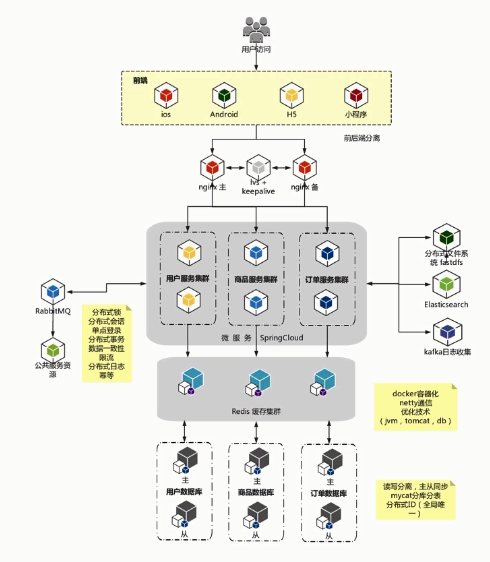 用户访问
前端
ios
Android
H5
小程序
前后端分离
nginx 主
lvs +
keepalive
nginx 备
用户服务集群
商品服务集群
订单服务集群
微 服 务 SpringCloud
分布式文件系
统 fastdfs
Elasticsearch
kafka日志收集
RabbitMQ
公共服务资
源
分布式锁
分布式会话
单点登录
分布式事务
数据一致性
限流
分布式日志
幂等
Redis 缓存集群
docker容器化
netty通信
优化技术
（jvm，tomcat，db）
主
用户数据库
从
主
商品数据库
从
主
订单数据库
从
读写分离，主从同步
mycat分库分表
分布式ID（全局唯
一）